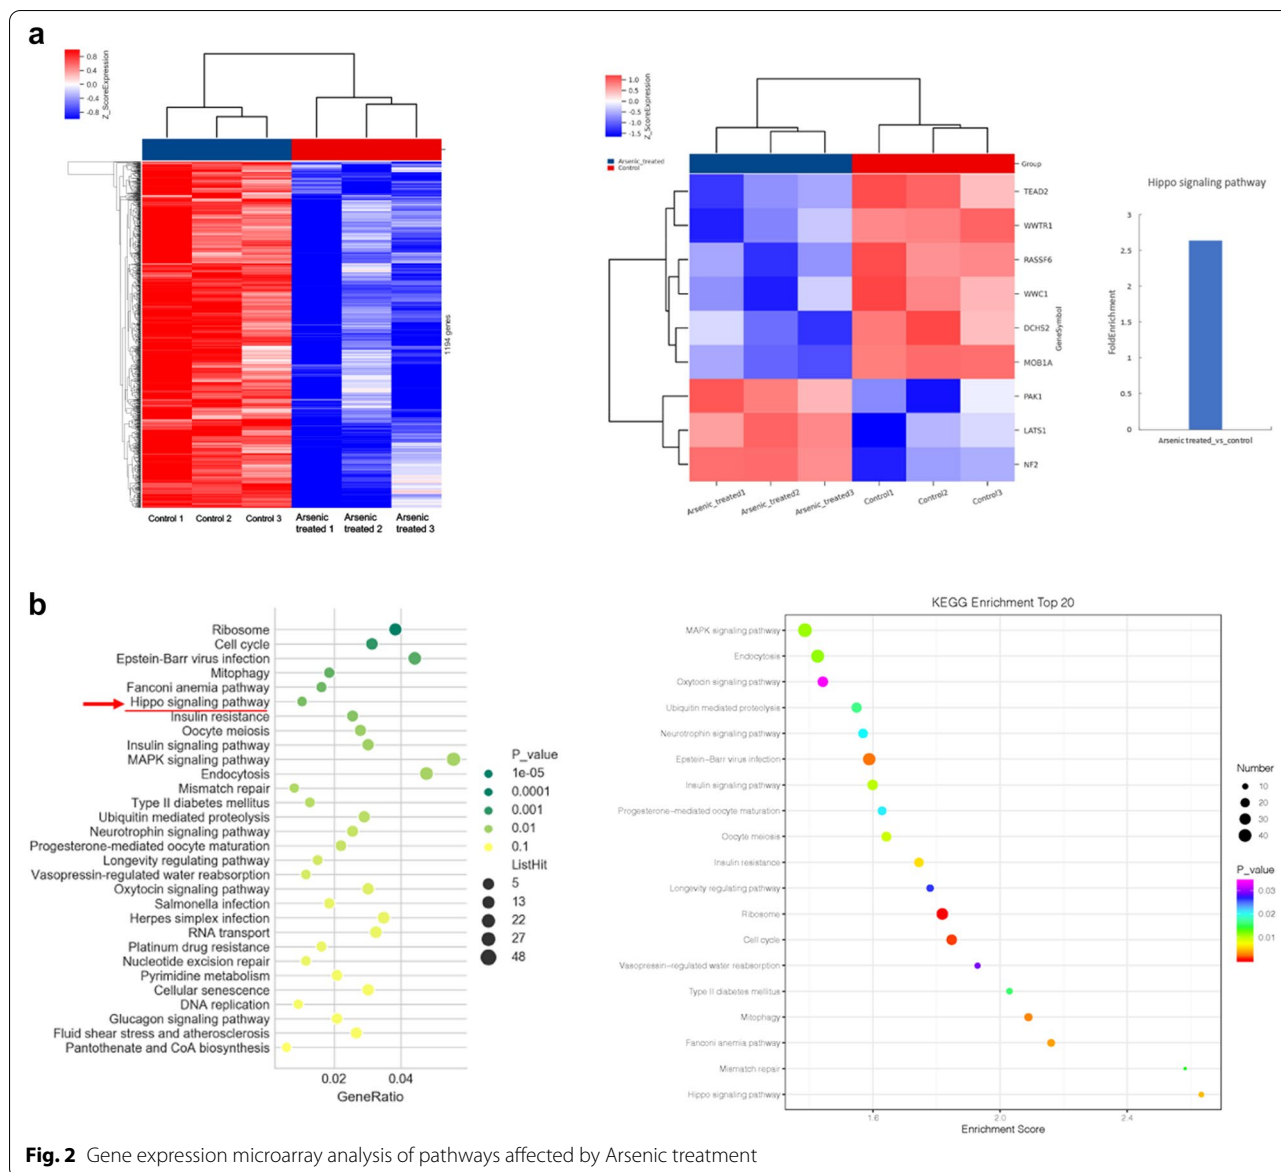 a
0.8
0.4
0.0
-0.4
-0.8
Z_ScoreExpression
1194 genes
Control 1 Control 2 Control 3 Arsenic treated 1 Arsenic treated 2 Arsenic treated 3
1.0
0.5
0.0
-0.5
-1.0
-1.5
Z_ScoreExpression
Arsenic_treated
Control
Group
TEAD2
WWTR1
RASSF6
WWC1
DCHS2
MOB1A
PAK1
LATS1
NF2
GeneSymbol
Arsenic_treated1 Arsenic_treated2 Arsenic_treated3 Control1 Control2 Control3
Hippo signaling pathway
3
2.5
2
1.5
1
0.5
0
FoldEnrichment
Arsenic treated_vs_control
b
Ribosome
Cell cycle
Epstein-Barr virus infection
Mitophagy
Fanconi anemia pathway
Hippo signaling pathway
Insulin resistance
Oocyte meiosis
Insulin signaling pathway
MAPK signaling pathway
Endocytosis
Mismatch repair
Type II diabetes mellitus
Ubiquitin mediated proteolysis
Neurotrophin signaling pathway
Progesterone-mediated oocyte maturation
Longevity regulating pathway
Vasopressin-regulated water reabsorption
Oxytocin signaling pathway
Salmonella infection
Herpes simplex infection
RNA transport
Platinum drug resistance
Nucleotide excision repair
Pyrimidine metabolism
Cellular senescence
DNA replication
Glucagon signaling pathway
Fluid shear stress and atherosclerosis
Pantothenate and CoA biosynthesis
0.02 0.04
GeneRatio
P_value
1e-05
0.0001
0.001
0.01
0.1
ListHit
5
13
22
27
48
KEGG Enrichment Top 20
MAPK signaling pathway
Endocytosis
Oxytocin signaling pathway
Ubiquitin mediated proteolysis
Neurotrophin signaling pathway
Epstein−Barr virus infection
Insulin signaling pathway
Progesterone−mediated oocyte maturation
Oocyte meiosis
Insulin resistance
Longevity regulating pathway
Ribosome
Cell cycle
Vasopressin−regulated water reabsorption
Type II diabetes mellitus
Mitophagy
Fanconi anemia pathway
Mismatch repair
Hippo signaling pathway
1.6 2.0 2.4
Enrichment Score
Number
10
20
30
40
P_value
0.03
0.02
0.01
Fig. 2 Gene expression microarray analysis of pathways affected by Arsenic treatment